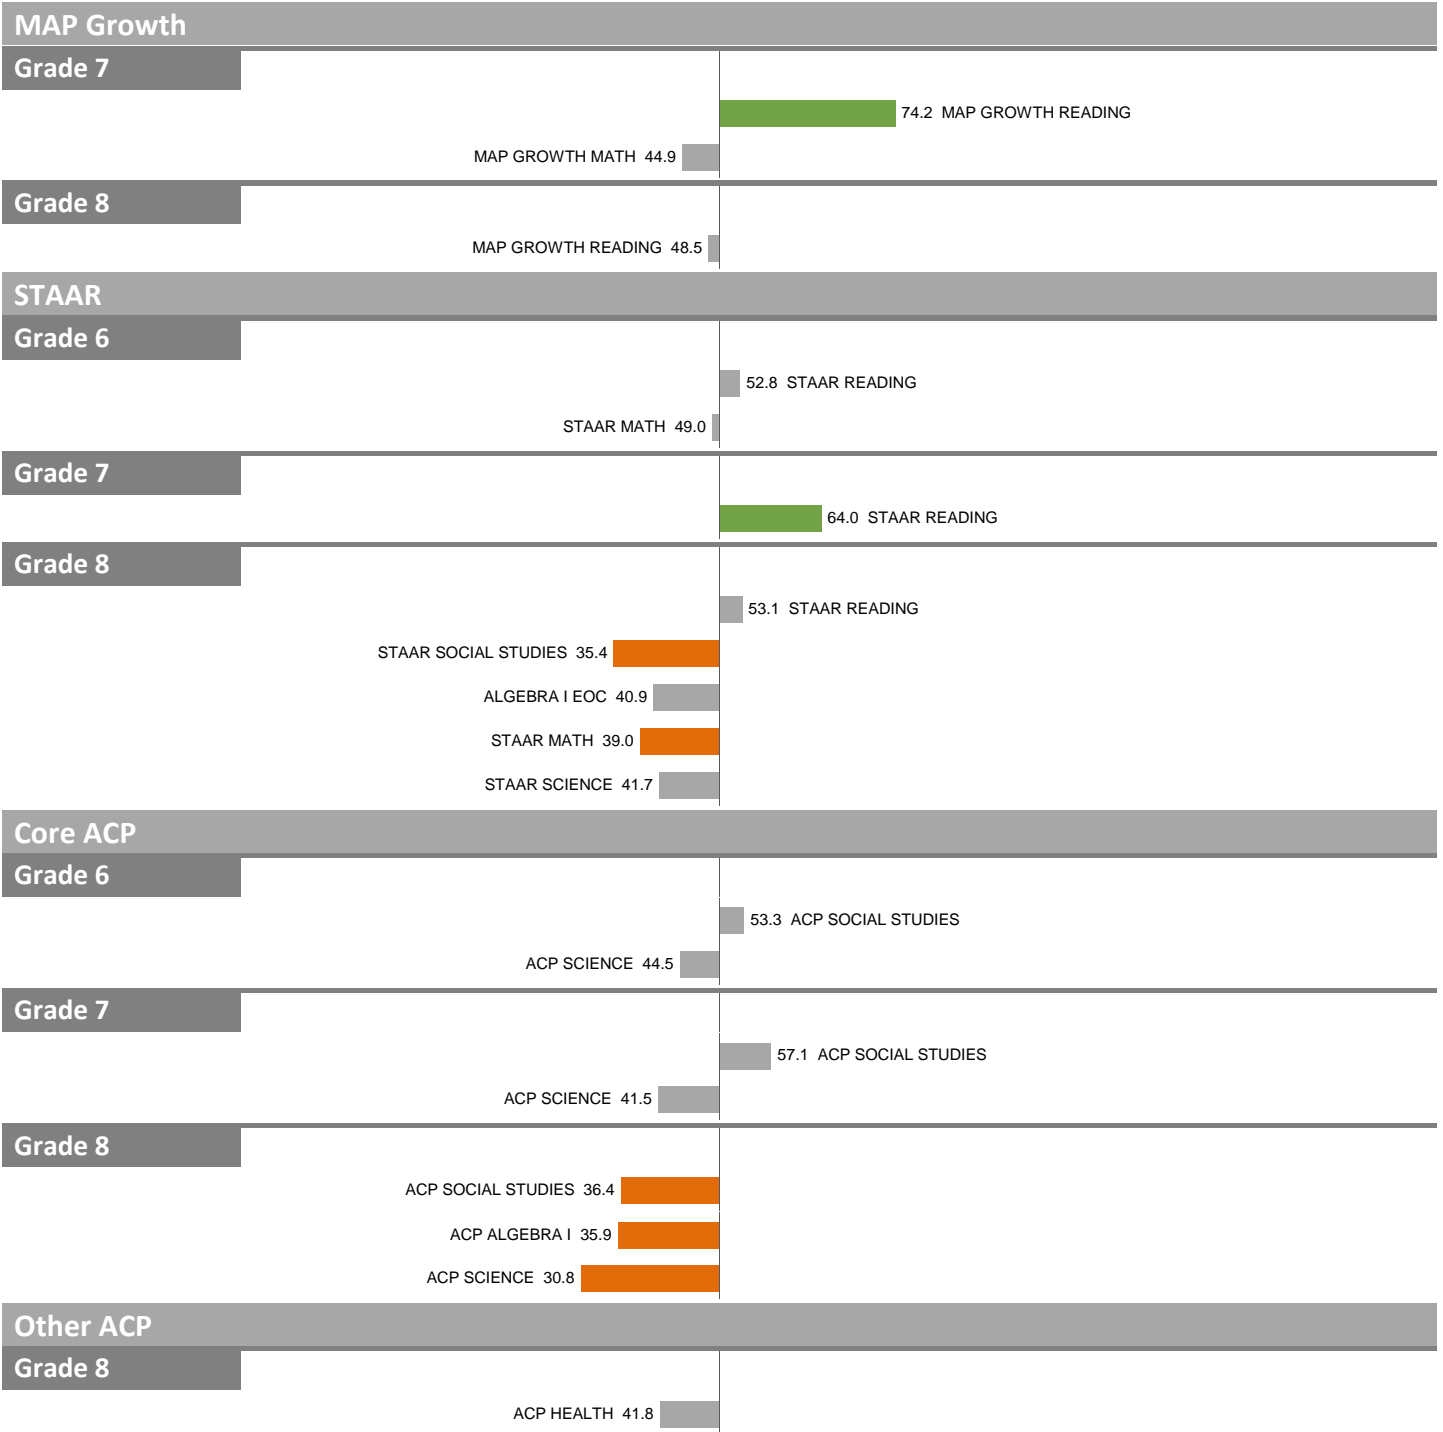 MAP Growth
Grade 7
74.2 MAP GROWTH READING
MAP GROWTH MATH 44.9
Grade 8
MAP GROWTH READING 48.5
STAAR
Grade 6
52.8 STAAR READING
STAAR MATH 49.0
Grade 7
64.0 STAAR READING
Grade 8
53.1 STAAR READING
STAAR SOCIAL STUDIES 35.4
ALGEBRA I EOC 40.9
STAAR MATH 39.0
STAAR SCIENCE 41.7
Core ACP
Grade 6
53.3 ACP SOCIAL STUDIES
ACP SCIENCE 44.5
Grade 7
57.1 ACP SOCIAL STUDIES
ACP SCIENCE 41.5
Grade 8
ACP SOCIAL STUDIES 36.4
ACP ALGEBRA I 35.9
ACP SCIENCE 30.8
Other ACP
Grade 8
ACP HEALTH 41.8